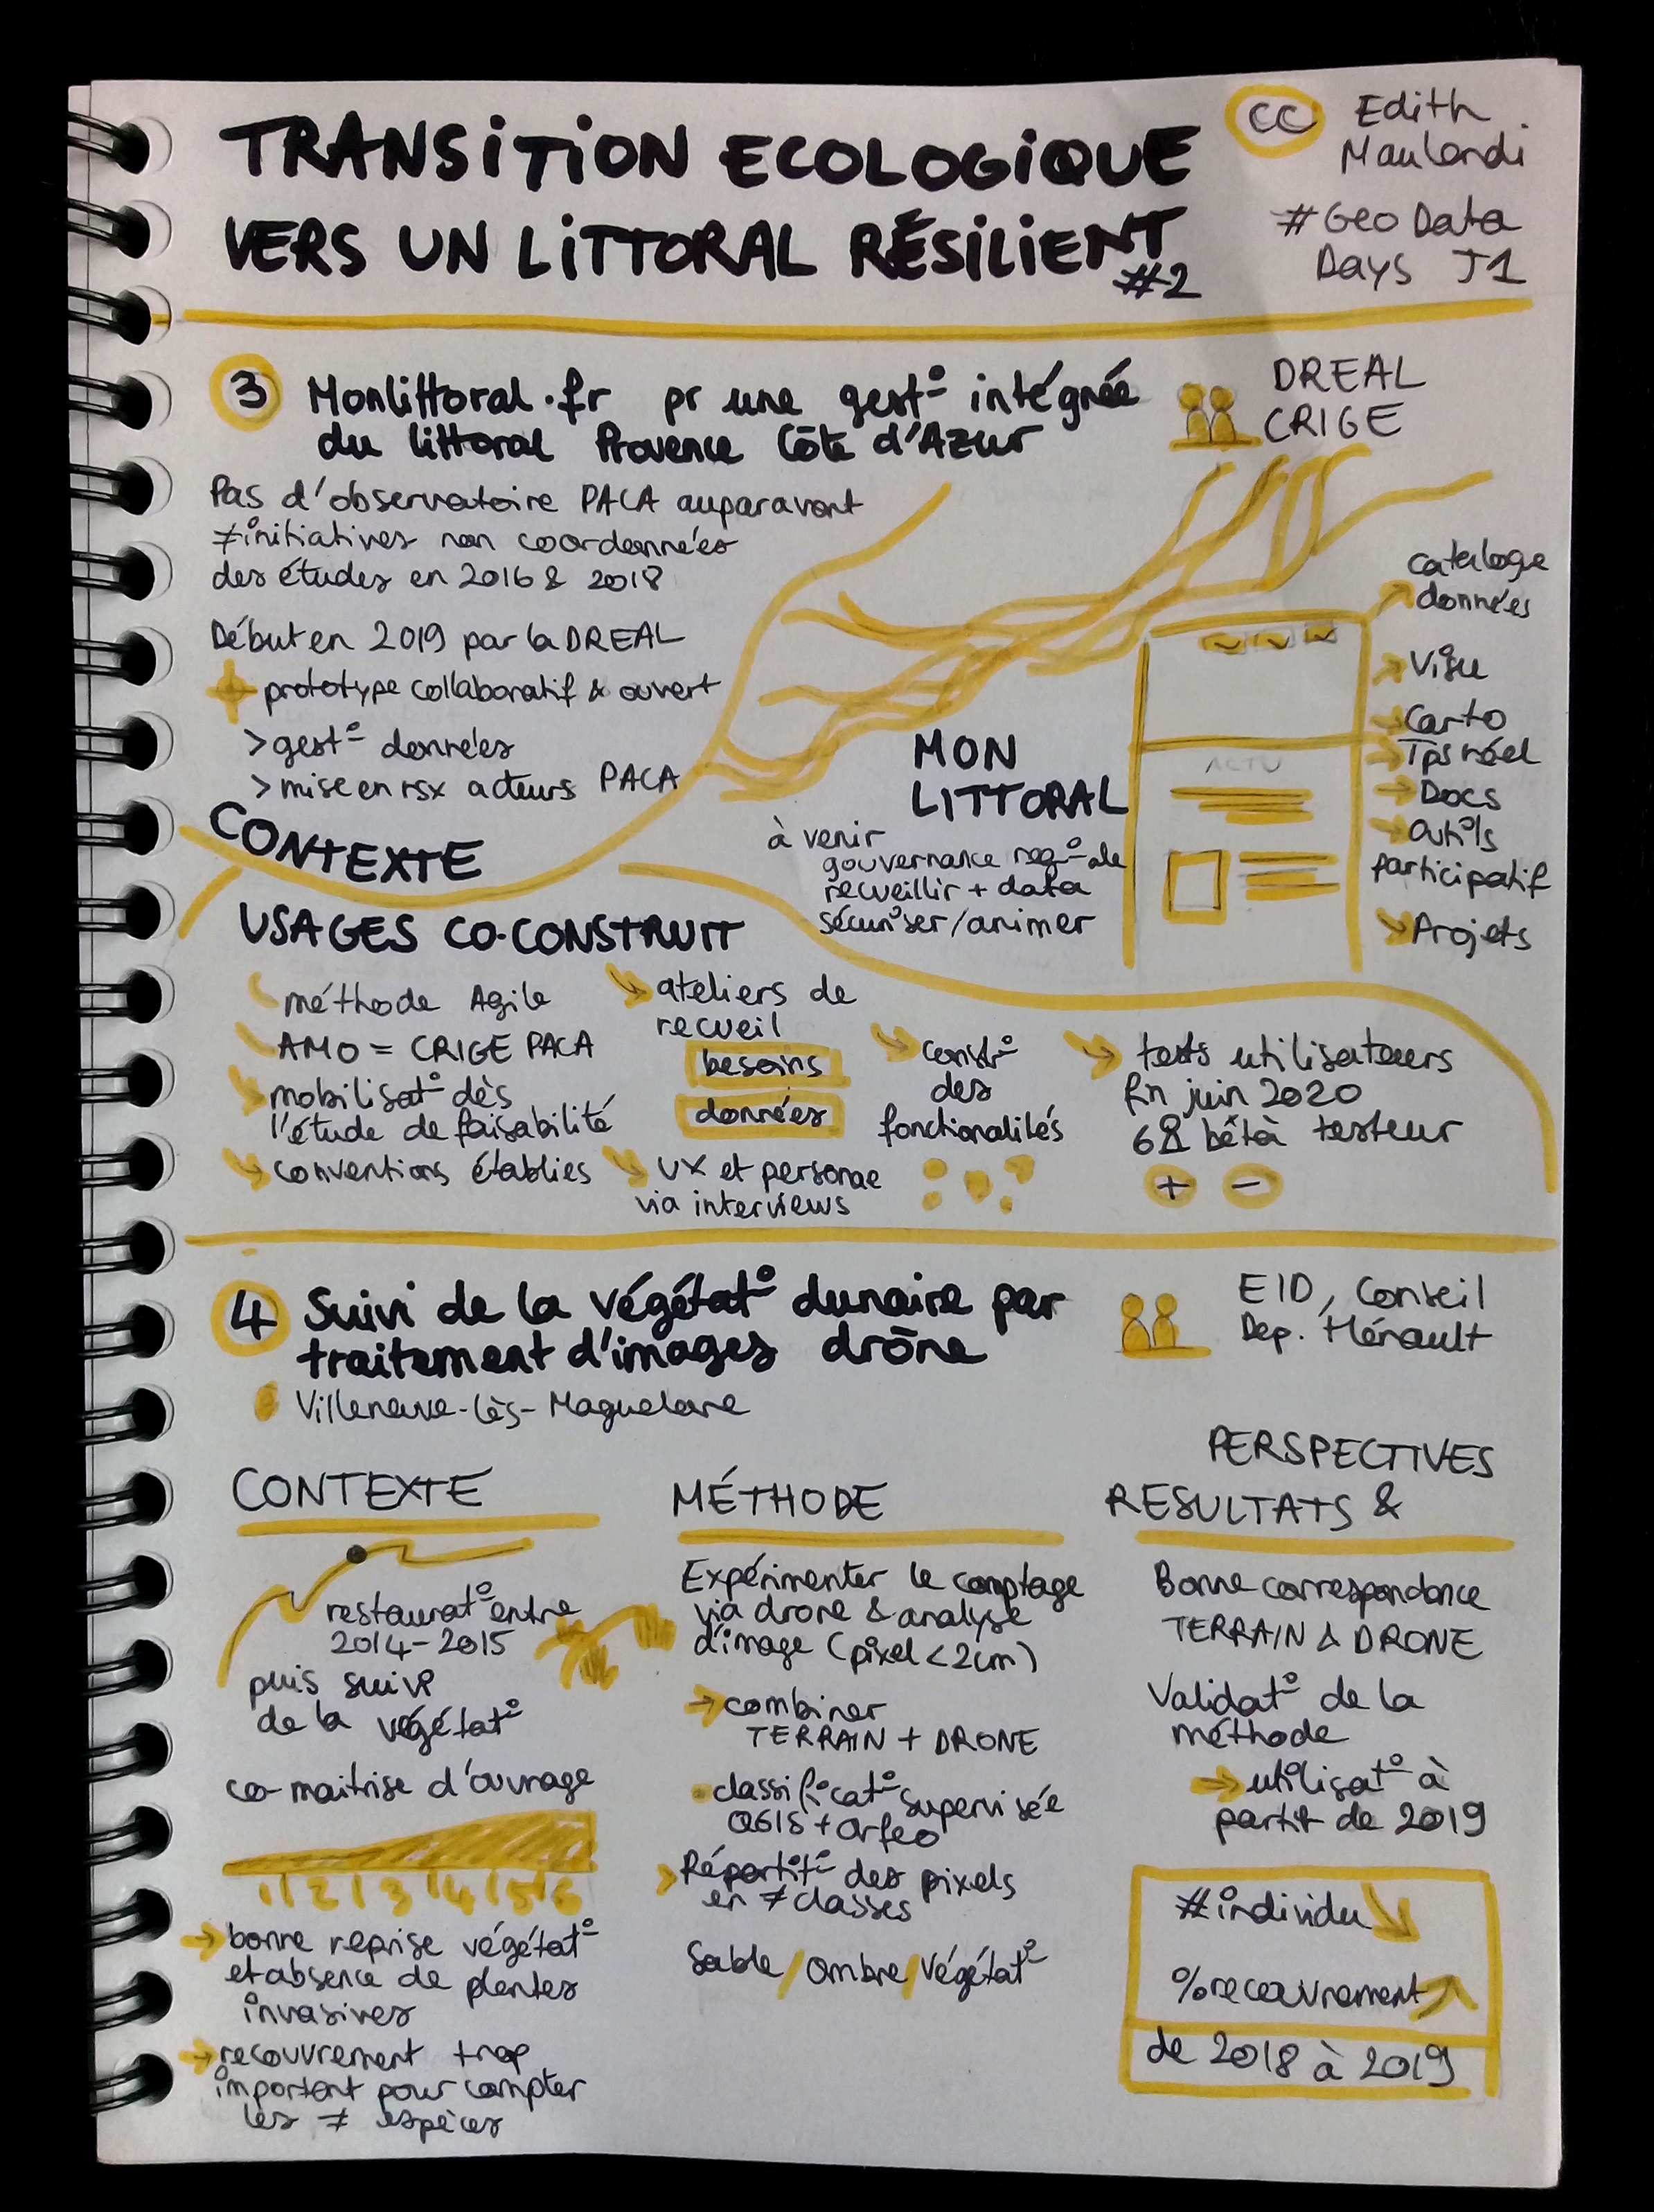 TRANSITION ECOLOGIQUE
VERS UN LITTORAL RÉSILIENT
#2
CC Edith
Maulandi
#GeoData
Days J1
3 Monlittoral.fr pr une gest° intégrée
du littoral Provence Côte d'Azur
DREAL
CRIGE
Pas d'observatoire PACA auparavant
≠ initiatives non coordonnées
des études en 2016 & 2018
Début en 2019 par la DREAL
+ prototype collaboratif & ouvert
> gest° données
> mise en rsx acteurs PACA
CONTEXTE
MON
LITTORAL
à venir
gouvernance reg°ale
recueillir + data
sécuriser/animer
ACTU
catalogue
données
Visu
Carto
Tps réel
Docs
Outils
participatif
Projets
USAGES CO-CONSTRUIT
méthode Agile
AMO = CRIGE PACA
mobilisat° dès
l'étude de faisabilité
conventions établies
ateliers de
recueil
besoins
données
UX et personae
via interviews
constr°
des
fonctionalités
tests utilisateurs
fin juin 2020
68 bêta testeur
+ -
4 Suivi de la végétat° dunaire par
traitement d'images drône
Villeneuve-lès-Maguelone
EID, Conseil
Dep. Hérault
CONTEXTE
restaurat° entre
2014-2015
puis suivi
de la végétat°
co-maitrise d'ouvrage
1 | 2 | 3 | 4 | 5 | 6
→ bonne reprise végétat°
et absence de plantes
invasives
→ recouvrement trop
important pour compter
les ≠ espèces
MÉTHODE
Expérimenter le comptage
via drone & analyse
d'image (pixel < 2cm)
→ combiner
TERRAIN + DRONE
classificat° supervisée
QGIS + Orfeo
> Répartit° des pixels
en ≠ classes
Sable / Ombre / Végétat°
PERSPECTIVES
RESULTATS &
Bonne correspondance
TERRAIN & DRONE
Validat° de la
méthode
→ utilisat° à
partir de 2019
#individu ↘
% recouvrement ↗
de 2018 à 2019